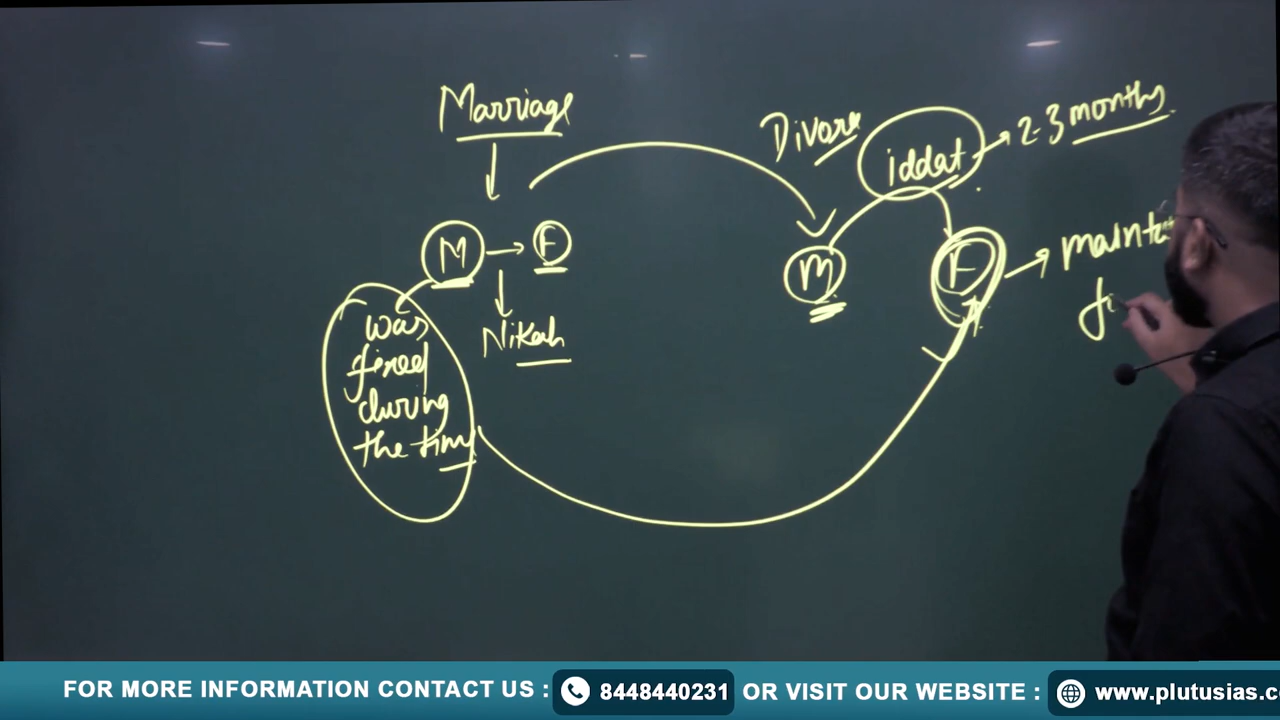 Marriage
M → F
Nikah
was
fixed
during
the time
Divorce
iddat → 2-3 months
M
F →
FOR MORE INFORMATION CONTACT US : 8448440231 OR VISIT OUR WEBSITE : www.plutusias.c